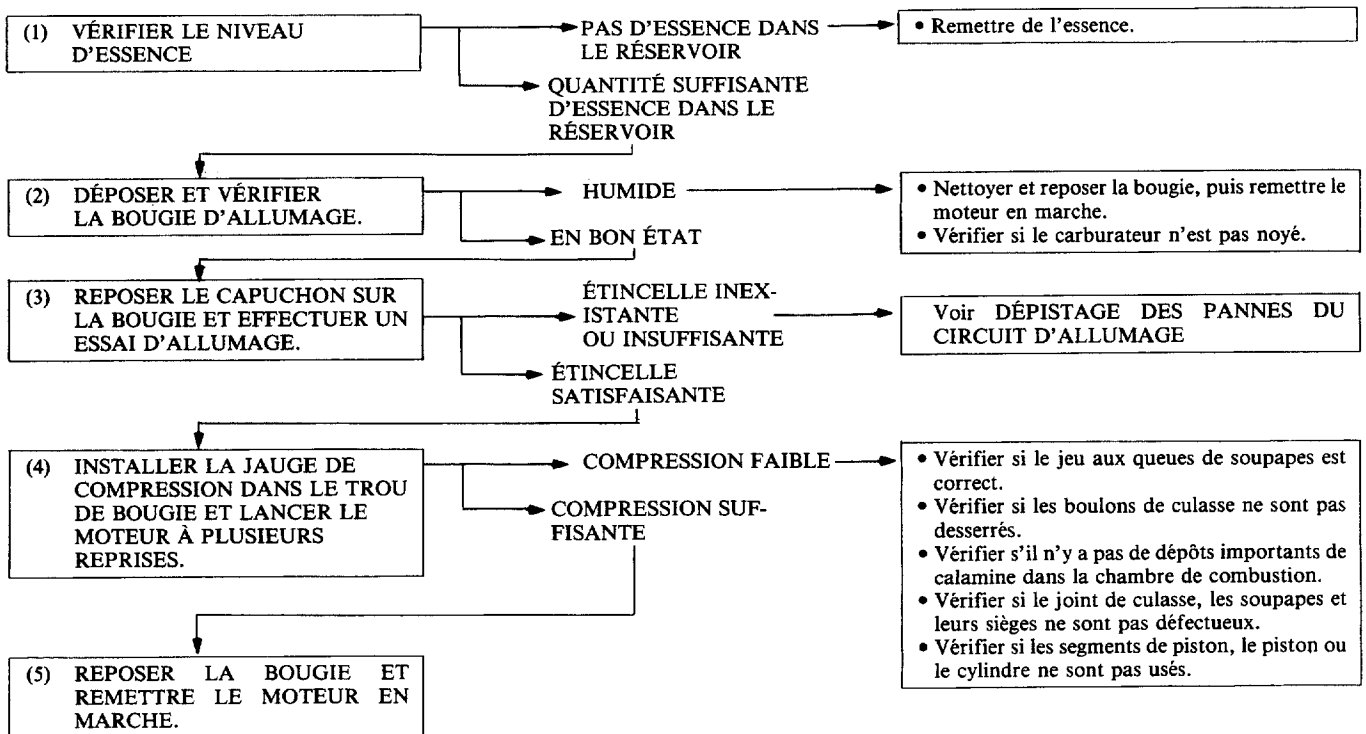 (1) VÉRIFIER LE NIVEAU
D'ESSENCE
PAS D'ESSENCE DANS
LE RÉSERVOIR
• Remettre de l'essence.
QUANTITÉ SUFFISANTE
D'ESSENCE DANS LE
RÉSERVOIR
(2) DÉPOSER ET VÉRIFIER
LA BOUGIE D'ALLUMAGE.
HUMIDE
• Nettoyer et reposer la bougie, puis remettre le
moteur en marche.
• Vérifier si le carburateur n'est pas noyé.
EN BON ÉTAT
(3) REPOSER LE CAPUCHON SUR
LA BOUGIE ET EFFECTUER UN
ESSAI D'ALLUMAGE.
ÉTINCELLE INEX-
ISTANTE
OU INSUFFISANTE
Voir DÉPISTAGE DES PANNES DU
CIRCUIT D'ALLUMAGE
ÉTINCELLE
SATISFAISANTE
(4) INSTALLER LA JAUGE DE
COMPRESSION DANS LE TROU
DE BOUGIE ET LANCER LE
MOTEUR À PLUSIEURS
REPRISES.
COMPRESSION FAIBLE
• Vérifier si le jeu aux queues de soupapes est
correct.
• Vérifier si les boulons de culasse ne sont pas
desserrés.
• Vérifier s'il n'y a pas de dépôts importants de
calamine dans la chambre de combustion.
• Vérifier si le joint de culasse, les soupapes et
leurs sièges ne sont pas défectueux.
• Vérifier si les segments de piston, le piston ou
le cylindre ne sont pas usés.
COMPRESSION SUF-
FISANTE
(5) REPOSER LA BOUGIE ET
REMETTRE LE MOTEUR EN
MARCHE.